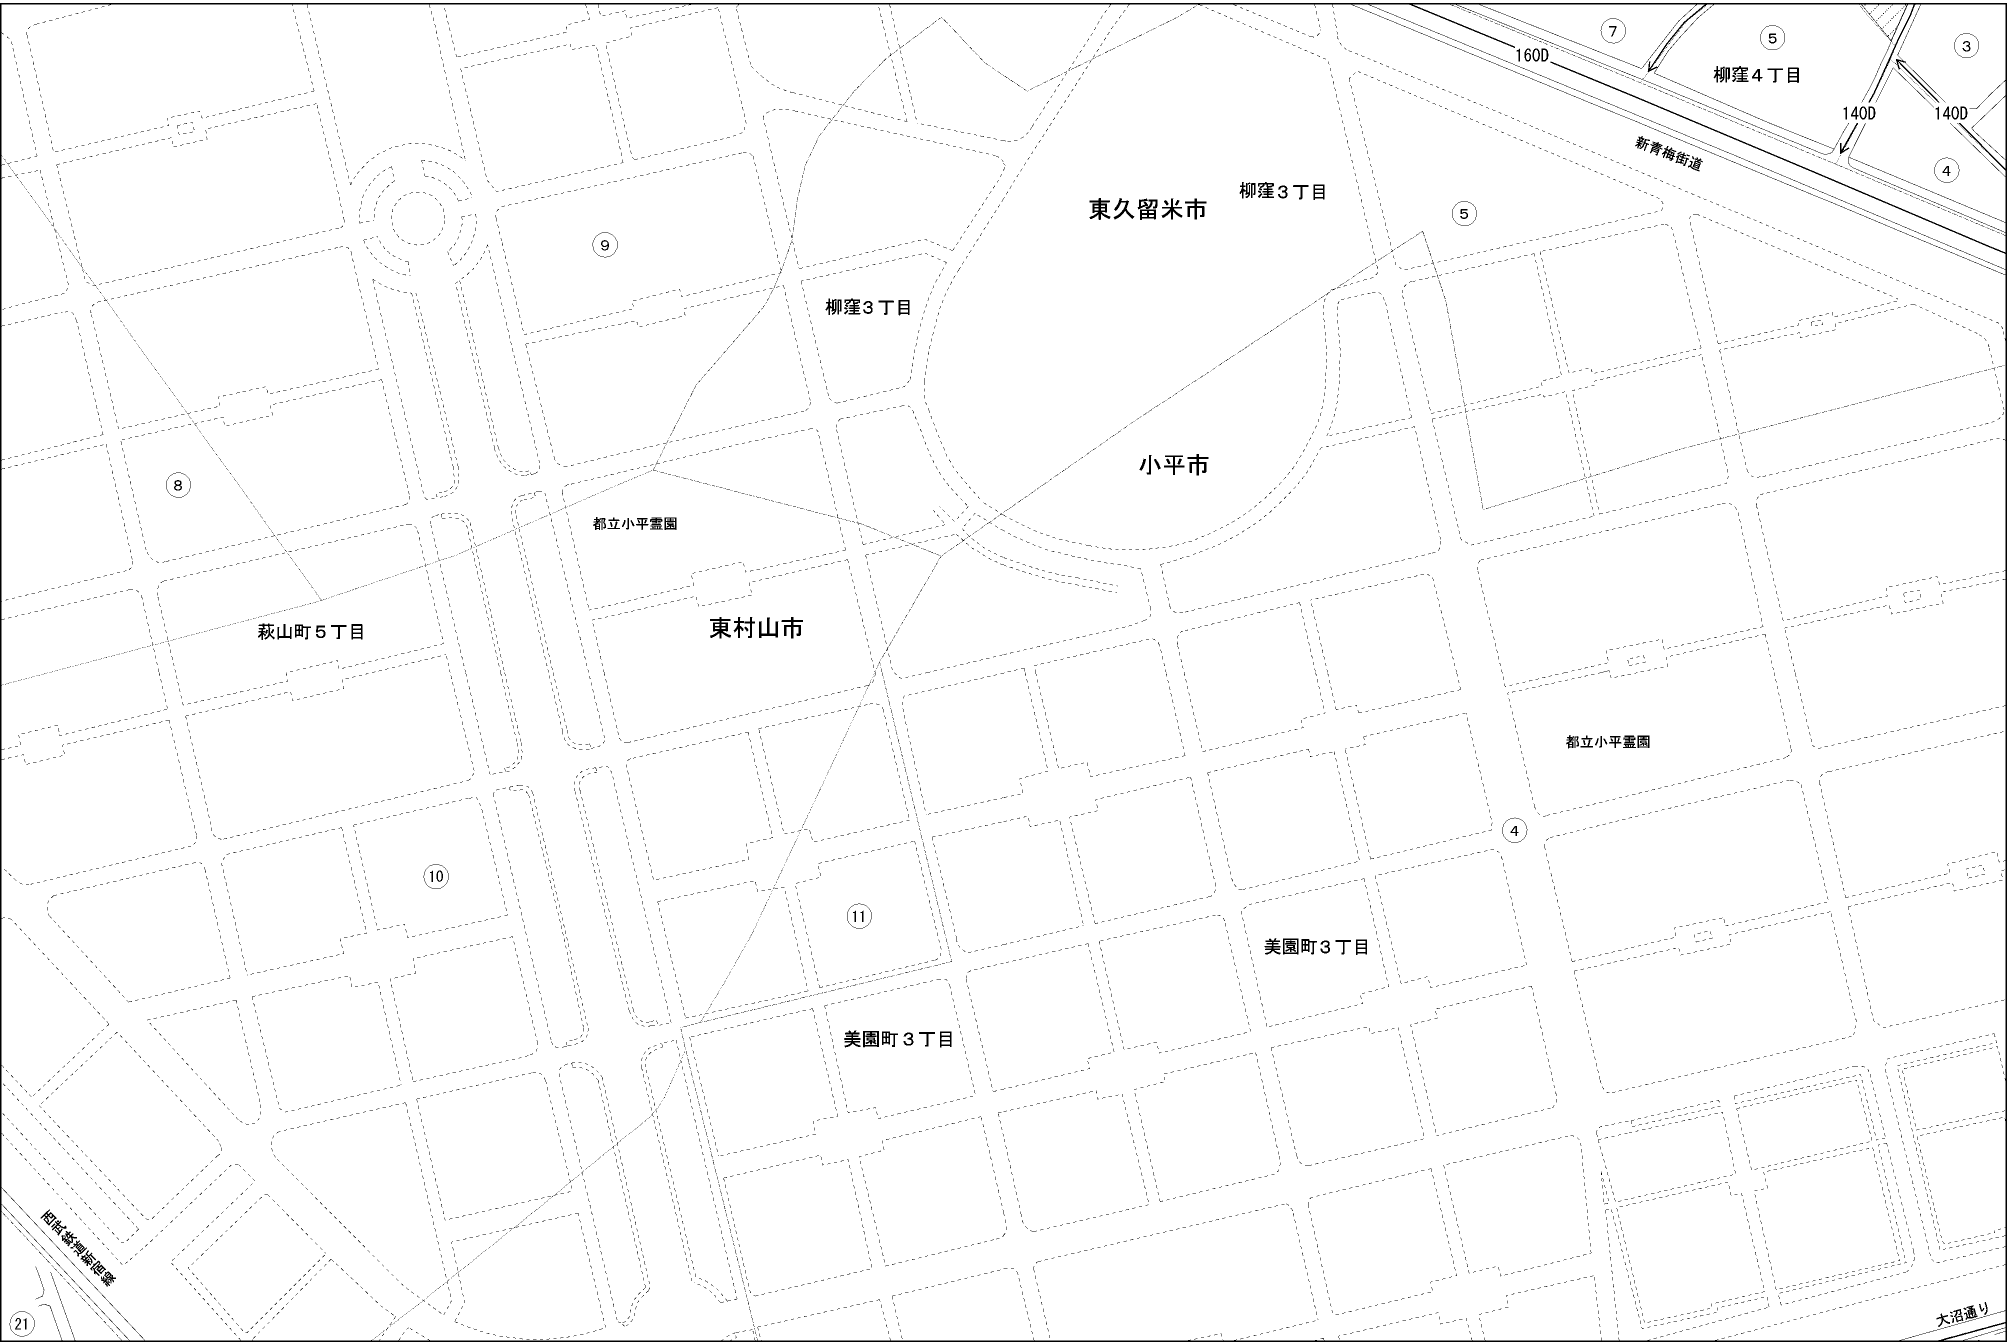 ⑦
⑤
③
160D
柳窪４丁目
140D
140D
新青梅街道
④
柳窪３丁目
東久留米市
⑤
⑨
柳窪３丁目
小平市
⑧
都立小平霊園
萩山町５丁目
東村山市
都立小平霊園
④
⑩
⑪
美園町３丁目
美園町３丁目
西武鉄道新宿線
大沼通り
㉑